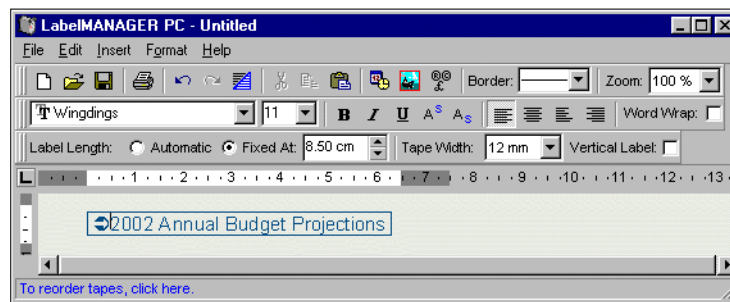 LabelMANAGER PC - Untitled
File Edit Insert Format Help
Border: Zoom: 100 %
Wingdings 11 B I U A S A S Word Wrap:
Label Length: Automatic Fixed At: 8.50 cm Tape Width: 12 mm Vertical Label:
L 1 2 3 4 5 6 7 8 9 10 11 12 13
2002 Annual Budget Projections
To reorder tapes, click here.